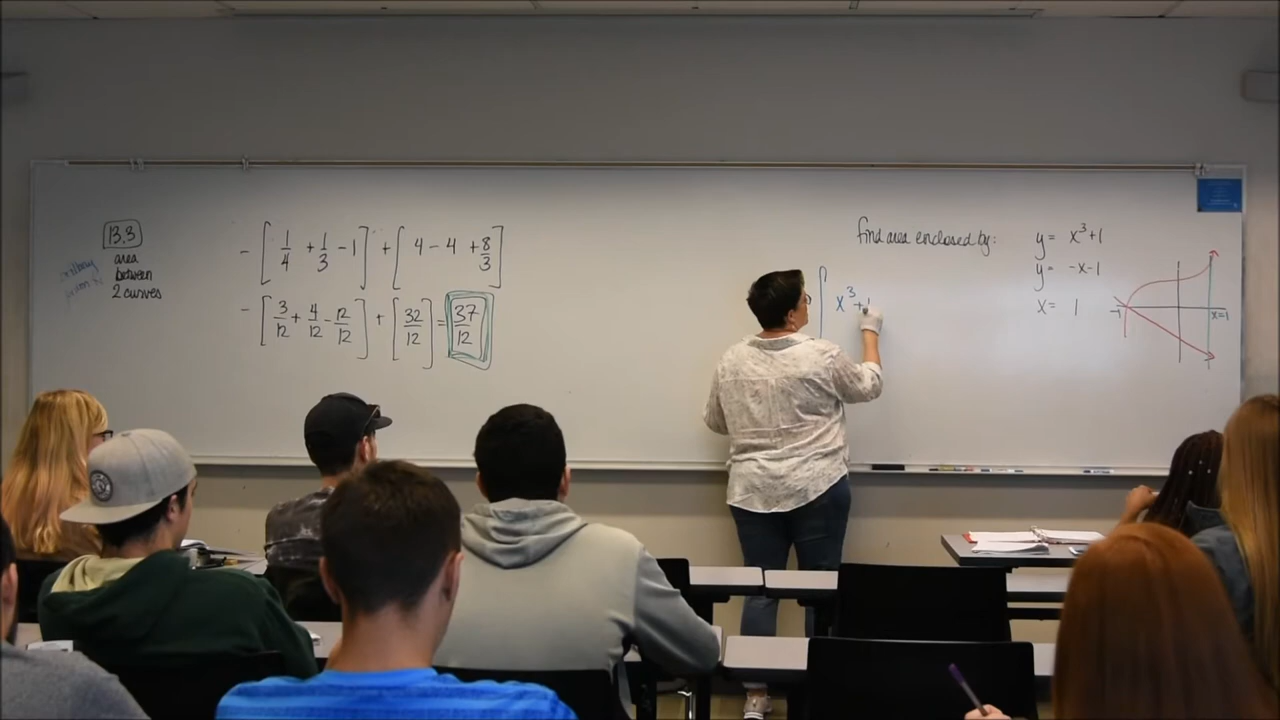 13.3
area
between
2 curves
- [ 1/4 + 1/3 - 1 ] + [ 4 - 4 + 8/3 ]
- [ 3/12 + 4/12 - 12/12 ] + [ 32/12 ] = 37/12
find area enclosed by:
y = x³+1
y = -x-1
x = 1
∫ x³+1
-1
x=1